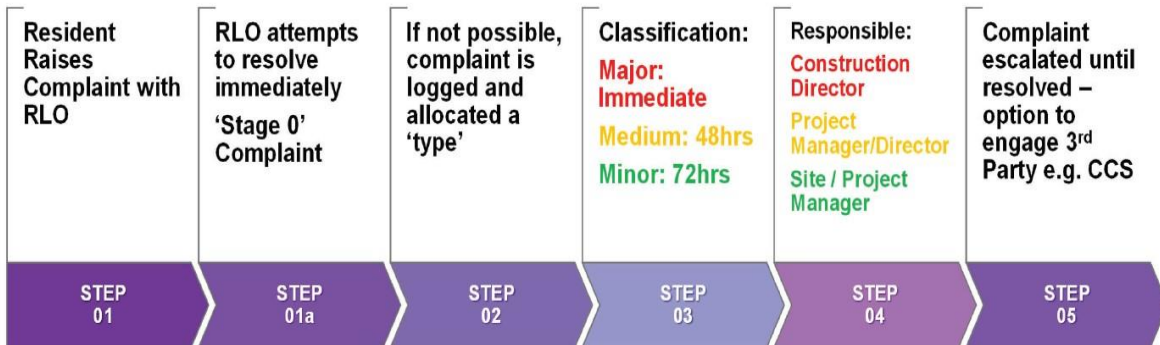 Resident
Raises
Complaint with
RLO
RLO attempts
to resolve
immediately
‘Stage 0’
Complaint
If not possible,
complaint is
logged and
allocated a
‘type’
Classification:
Major:
Immediate
Medium: 48hrs
Minor: 72hrs
Responsible:
Construction
Director
Project
Manager/Director
Site / Project
Manager
Complaint
escalated until
resolved –
option to
engage 3rd
Party e.g. CCS
STEP
01
STEP
01a
STEP
02
STEP
03
STEP
04
STEP
05